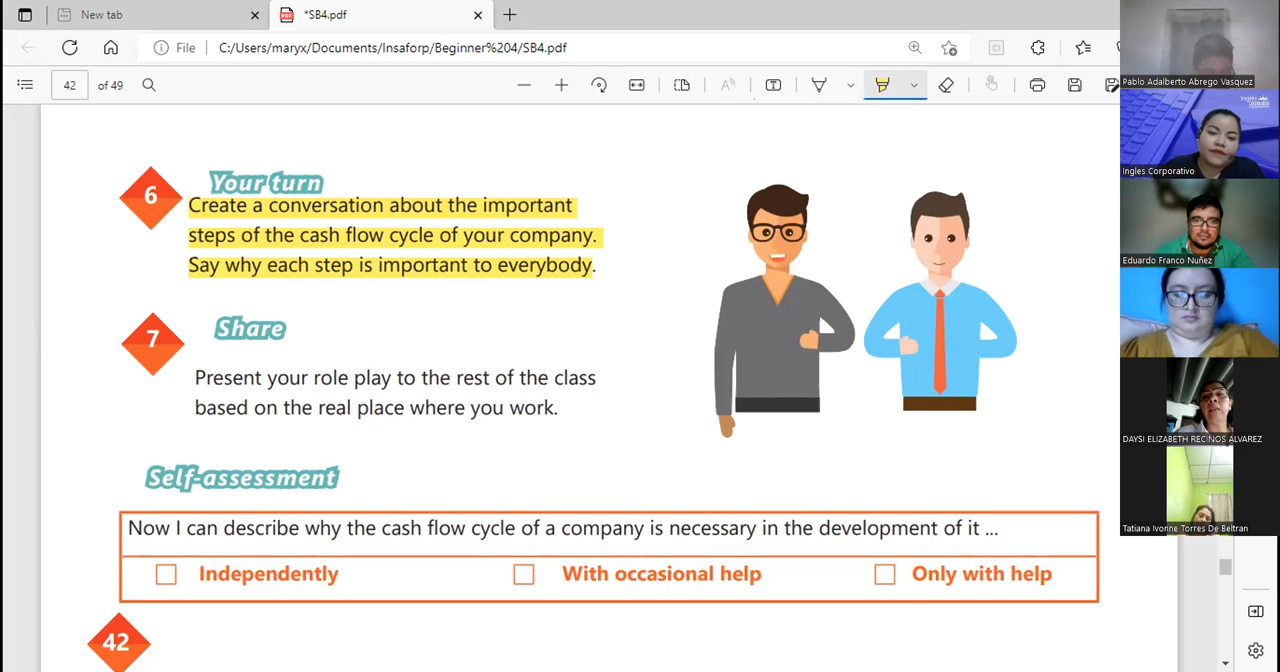 New tab
*SB4.pdf
File
C:/Users/maryx/Documents/Insaforp/Beginner%204/SB4.pdf
42
of 49
6
Your turn
Create a conversation about the important
steps of the cash flow cycle of your company.
Say why each step is important to everybody.
7
Share
Present your role play to the rest of the class
based on the real place where you work.
Self-assessment
Now I can describe why the cash flow cycle of a company is necessary in the development of it ...
Independently
With occasional help
Only with help
42
Pablo Adalberto Abrego Vasquez
Ingles Corporativo
Eduardo Franco Nuñez
DAYSI ELIZABETH RECINOS ALVAREZ
Tatiana Ivonne Torres De Beltran